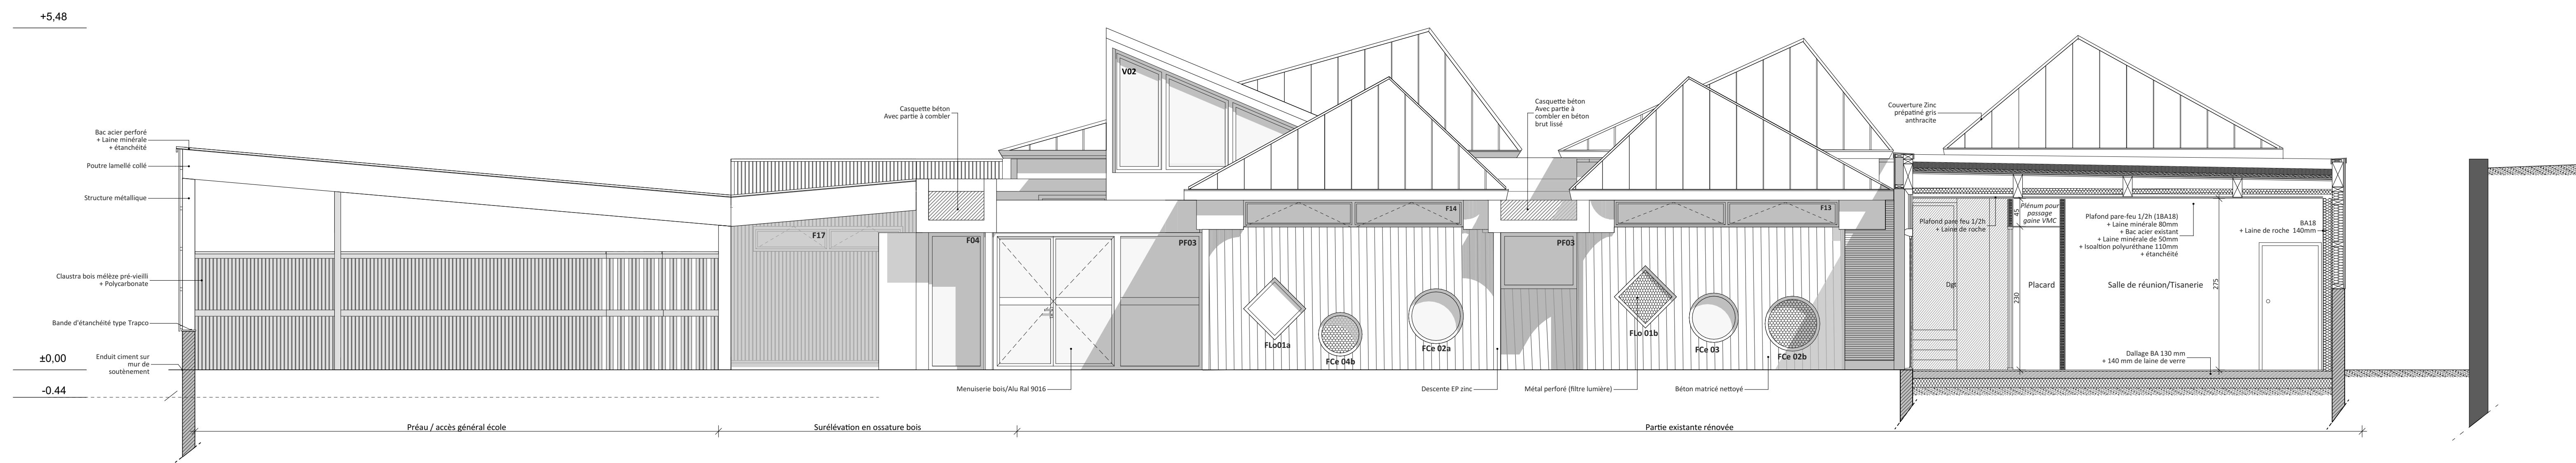 +5,48
Bac acier perforé
+ Laine minérale
+ étanchéité
Poutre lamellé collé
Structure métallique
Claustra bois mélèze pré-vieilli
+ Polycarbonate
Bande d'étanchéité type Trapco
±0,00
Enduit ciment sur
mur de
soutènement
-0.44
Casquette béton
Avec partie à combler
V02
Casquette béton
Avec partie à
combler en béton
brut lissé
Couverture Zinc
prépatiné gris
anthracite
F17
F04
PF03
F14
PF03
F13
FLo01a
FCe 04b
FCe 02a
FLo 01b
FCe 03
FCe 02b
Menuiserie bois/Alu Ral 9016
Descente EP zinc
Métal perforé (filtre lumière)
Béton matricé nettoyé
Plafond pare feu 1/2h
+ Laine de roche
Dgt
45
230
Plénum pour
passage
gaine VMC
Placard
Plafond pare-feu 1/2h (1BA18)
+ Laine minérale 80mm
+ Bac acier existant
+ Laine minérale de 50mm
+ Isoaltion polyuréthane 110mm
+ étanchéité
Salle de réunion/Tisanerie
275
BA18
+ Laine de roche 140mm
Dallage BA 130 mm
+ 140 mm de laine de verre
Préau / accès général école
Surélévation en ossature bois
Partie existante rénovée